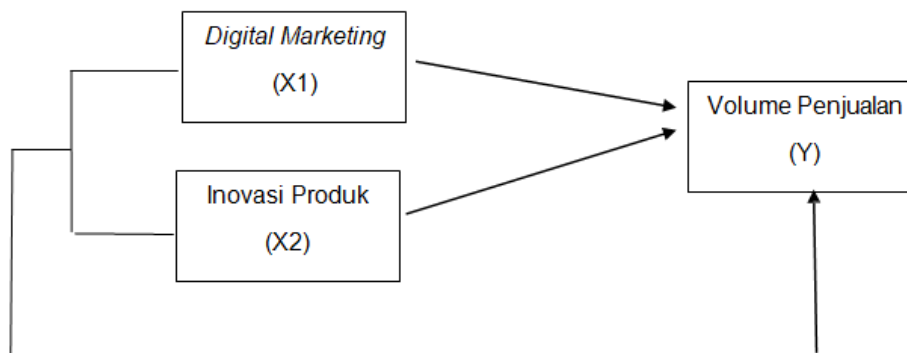 Digital Marketing
(X1)
Volume Penjualan
(Y)
Inovasi Produk
(X2)